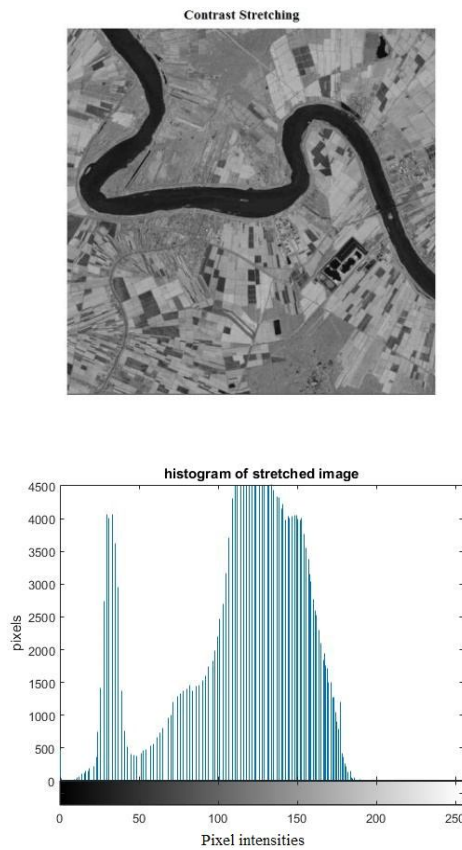 Contrast Stretching
histogram of stretched image
4500
4000
3500
3000
2500
2000
1500
1000
500
0
pixels
0 50 100 150 200 250
Pixel intensities